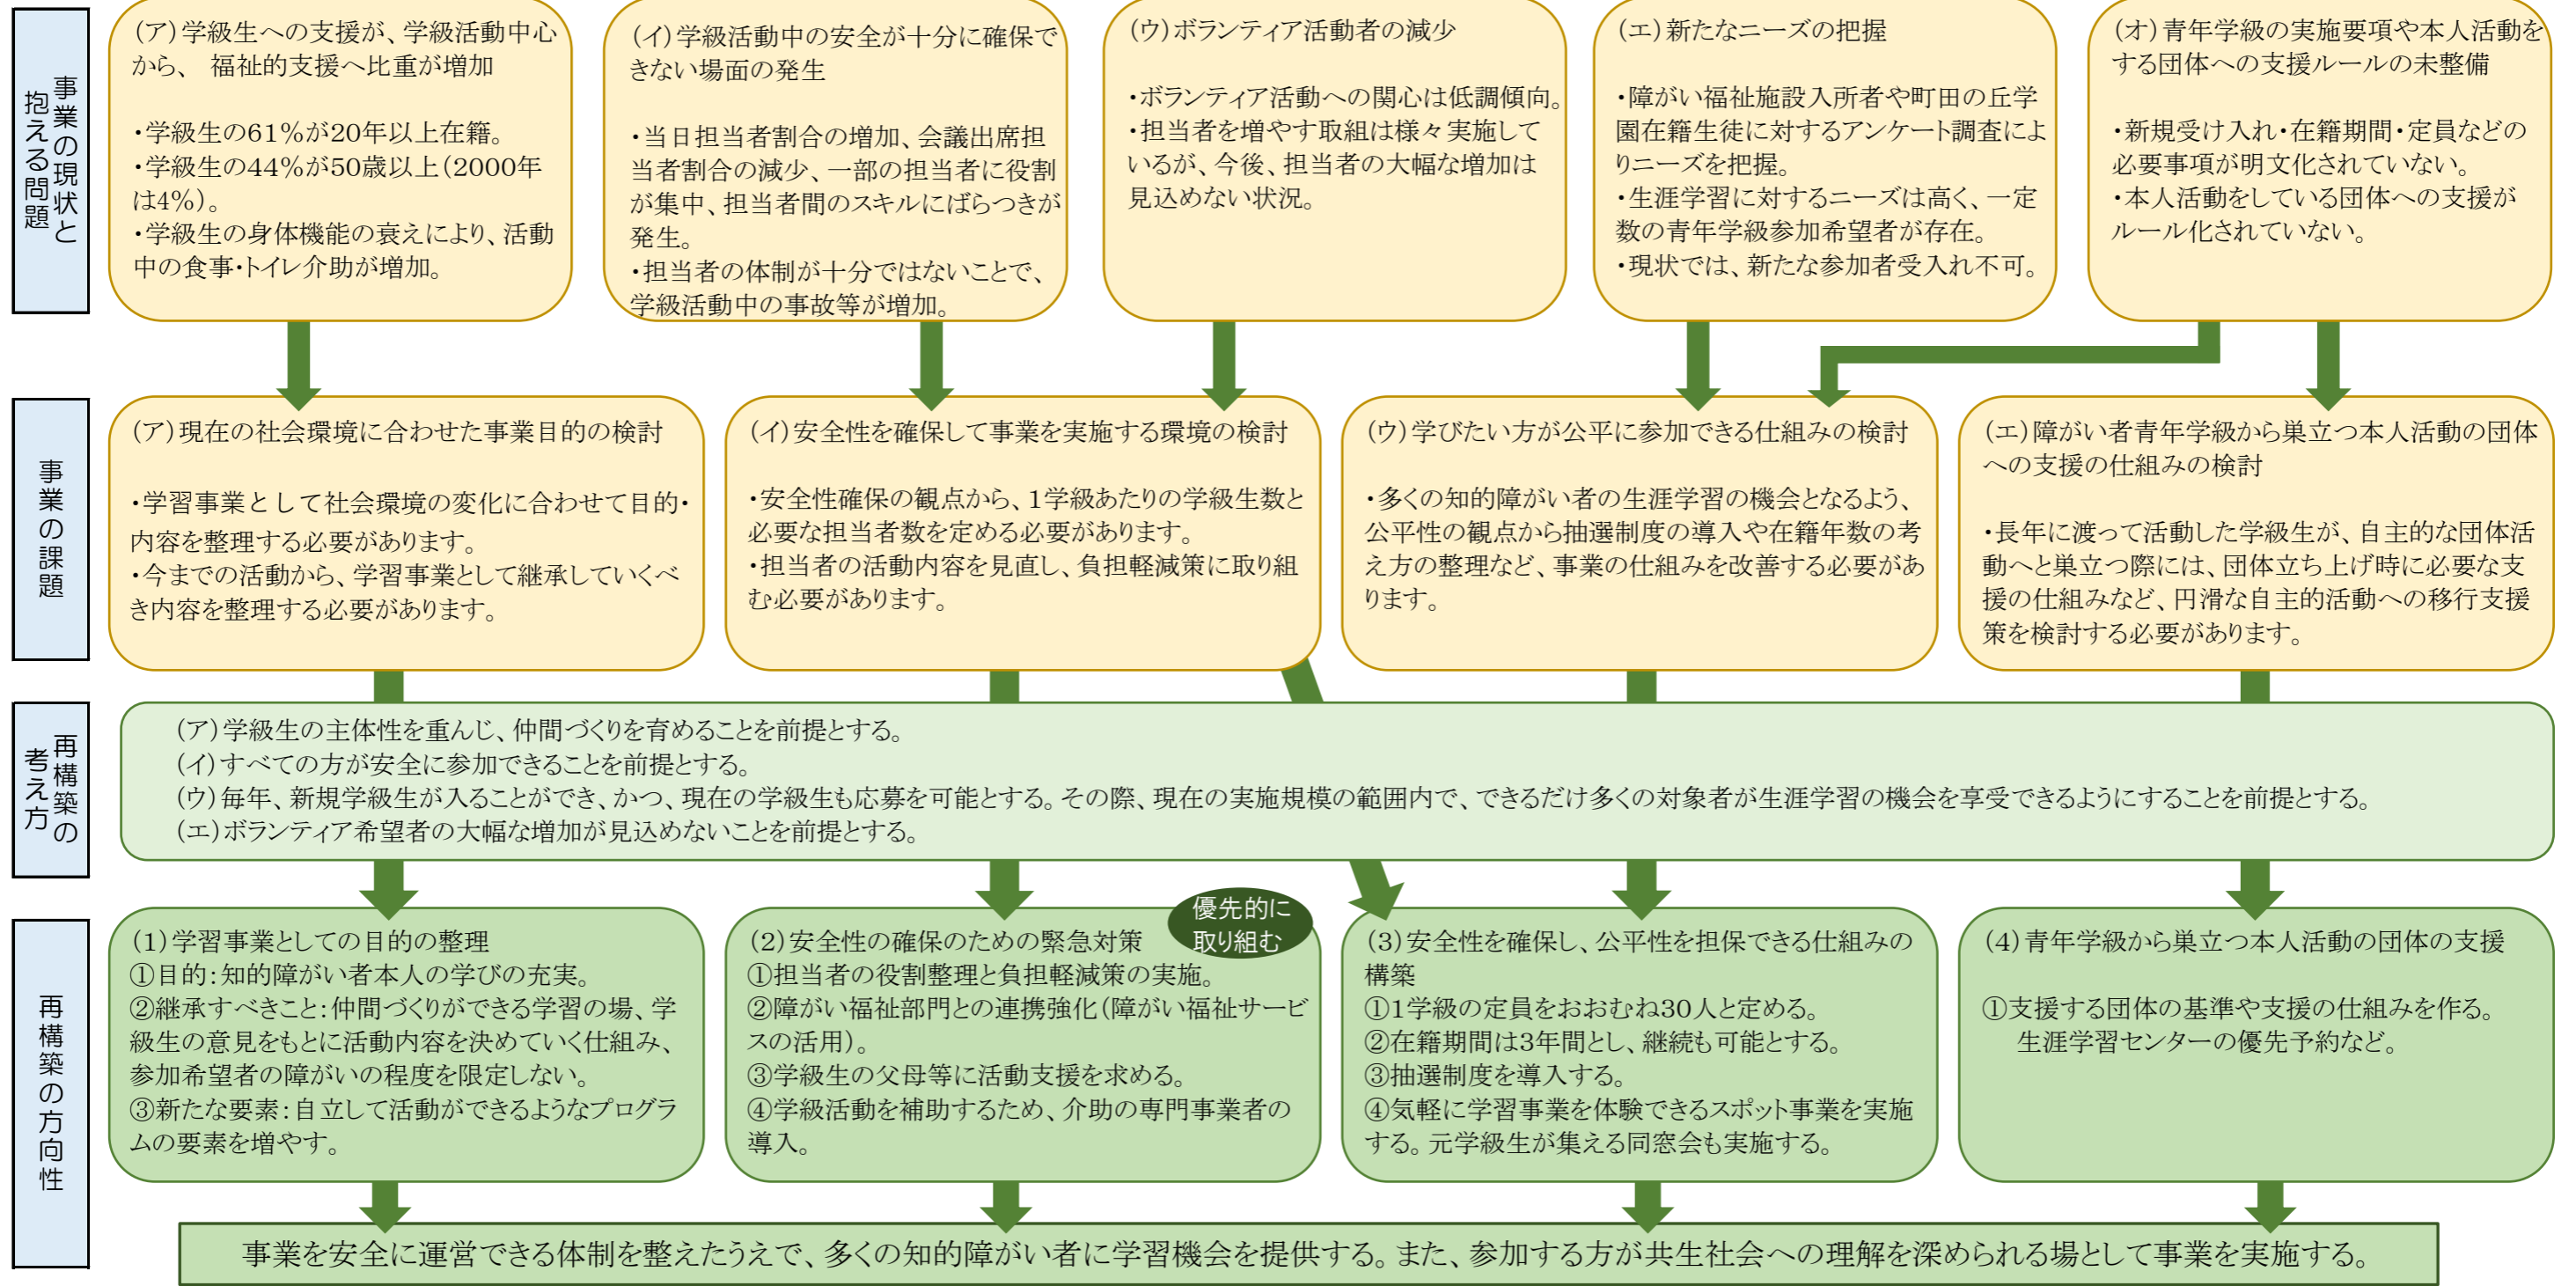 事業の現状と
抱える問題
(ア)学級生への支援が、学級活動中心
から、 福祉的支援へ比重が増加
・学級生の61%が20年以上在籍。
・学級生の44%が50歳以上(2000年
は4%)。
・学級生の身体機能の衰えにより、活動
中の食事・トイレ介助が増加。
(イ)学級活動中の安全が十分に確保で
きない場面の発生
・当日担当者割合の増加、会議出席担
当者割合の減少、一部の担当者に役割
が集中、担当者間のスキルにばらつきが
発生。
・担当者の体制が十分ではないことで、
学級活動中の事故等が増加。
(ウ)ボランティア活動者の減少
・ボランティア活動への関心は低調傾向。
・担当者を増やす取組は様々実施して
いるが、今後、担当者の大幅な増加は
見込めない状況。
(エ)新たなニーズの把握
・障がい福祉施設入所者や町田の丘学
園在籍生徒に対するアンケート調査によ
りニーズを把握。
・生涯学習に対するニーズは高く、一定
数の青年学級参加希望者が存在。
・現状では、新たな参加者受入れ不可。
(オ)青年学級の実施要項や本人活動を
する団体への支援ルールの未整備
・新規受け入れ・在籍期間・定員などの
必要事項が明文化されていない。
・本人活動をしている団体への支援が
ルール化されていない。
事業の課題
(ア)現在の社会環境に合わせた事業目的の検討
・学習事業として社会環境の変化に合わせて目的・
内容を整理する必要があります。
・今までの活動から、学習事業として継承していくべ
き内容を整理する必要があります。
(イ)安全性を確保して事業を実施する環境の検討
・安全性確保の観点から、1学級あたりの学級生数と
必要な担当者数を定める必要があります。
・担当者の活動内容を見直し、負担軽減策に取り組
む必要があります。
(ウ)学びたい方が公平に参加できる仕組みの検討
・多くの知的障がい者の生涯学習の機会となるよう、
公平性の観点から抽選制度の導入や在籍年数の考
え方の整理など、事業の仕組みを改善する必要があ
ります。
(エ)障がい者青年学級から巣立つ本人活動の団体
への支援の仕組みの検討
・長年に渡って活動した学級生が、自主的な団体活
動へと巣立つ際には、団体立ち上げ時に必要な支
援の仕組みなど、円滑な自主的活動への移行支援
策を検討する必要があります。
再構築の
考え方
(ア)学級生の主体性を重んじ、仲間づくりを育めることを前提とする。
(イ)すべての方が安全に参加できることを前提とする。
(ウ)毎年、新規学級生が入ることができ、かつ、現在の学級生も応募を可能とする。その際、現在の実施規模の範囲内で、できるだけ多くの対象者が生涯学習の機会を享受できるようにすることを前提とする。
(エ)ボランティア希望者の大幅な増加が見込めないことを前提とする。
再構築の方向性
(1)学習事業としての目的の整理
①目的:知的障がい者本人の学びの充実。
②継承すべきこと:仲間づくりができる学習の場、学
級生の意見をもとに活動内容を決めていく仕組み、
参加希望者の障がいの程度を限定しない。
③新たな要素:自立して活動ができるようなプログラ
ムの要素を増やす。
優先的に
取り組む
(2)安全性の確保のための緊急対策
①担当者の役割整理と負担軽減策の実施。
②障がい福祉部門との連携強化(障がい福祉サービ
スの活用)。
③学級生の父母等に活動支援を求める。
④学級活動を補助するため、介助の専門事業者の
導入。
(3)安全性を確保し、公平性を担保できる仕組みの
構築
①1学級の定員をおおむね30人と定める。
②在籍期間は3年間とし、継続も可能とする。
③抽選制度を導入する。
④気軽に学習事業を体験できるスポット事業を実施
する。元学級生が集える同窓会も実施する。
(4)青年学級から巣立つ本人活動の団体の支援
①支援する団体の基準や支援の仕組みを作る。
生涯学習センターの優先予約など。
事業を安全に運営できる体制を整えたうえで、多くの知的障がい者に学習機会を提供する。また、参加する方が共生社会への理解を深められる場として事業を実施する。